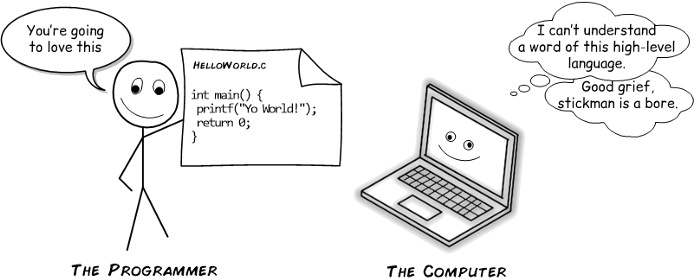 You're going
to love this
HelloWorld.c
int main() {
printf("Yo World!");
return 0;
}
I can't understand
a word of this high-level
language.
Good grief,
stickman is a bore.
The Programmer
The Computer